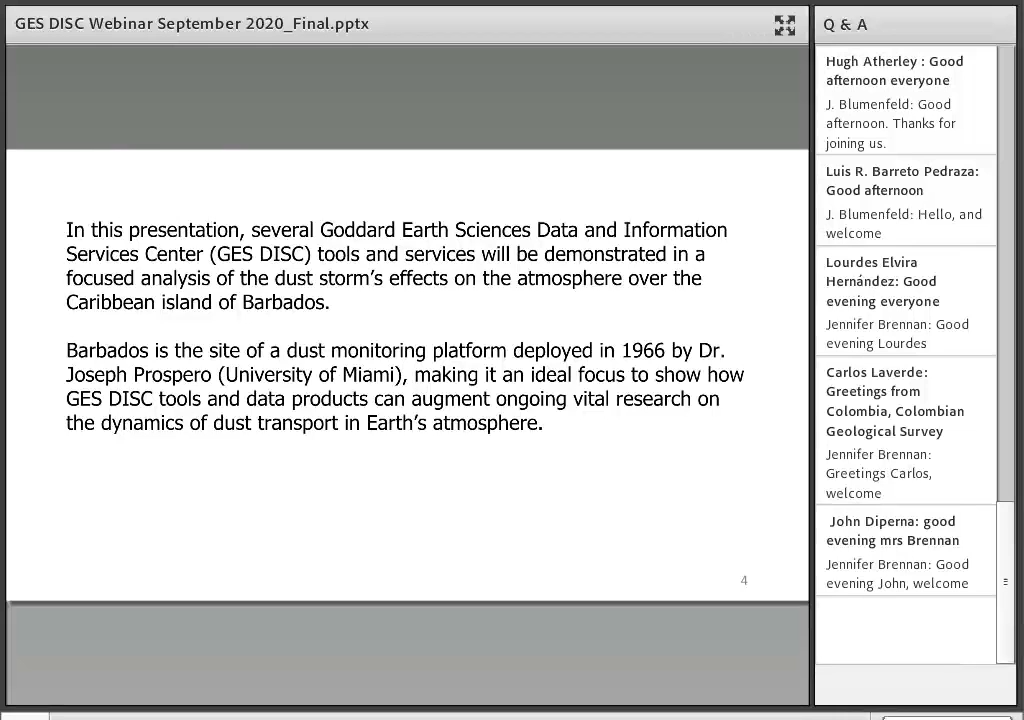 GES DISC Webinar September 2020_Final.pptx
In this presentation, several Goddard Earth Sciences Data and Information
Services Center (GES DISC) tools and services will be demonstrated in a
focused analysis of the dust storm’s effects on the atmosphere over the
Caribbean island of Barbados.
Barbados is the site of a dust monitoring platform deployed in 1966 by Dr.
Joseph Prospero (University of Miami), making it an ideal focus to show how
GES DISC tools and data products can augment ongoing vital research on
the dynamics of dust transport in Earth’s atmosphere.
4
Q & A
Hugh Atherley : Good
afternoon everyone
J. Blumenfeld: Good
afternoon. Thanks for
joining us.
Luis R. Barreto Pedraza:
Good afternoon
J. Blumenfeld: Hello, and
welcome
Lourdes Elvira
Hernández: Good
evening everyone
Jennifer Brennan: Good
evening Lourdes
Carlos Laverde:
Greetings from
Colombia, Colombian
Geological Survey
Jennifer Brennan:
Greetings Carlos,
welcome
John Diperna: good
evening mrs Brennan
Jennifer Brennan: Good
evening John, welcome